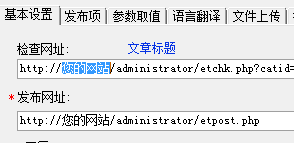 基本设置 发布项 参数取值 语言翻译 文件上传
检查网址: 文章标题
http://您的网站/administrator/etchk.php?catid=
*发布网址:
http://您的网站/administrator/etpost.php